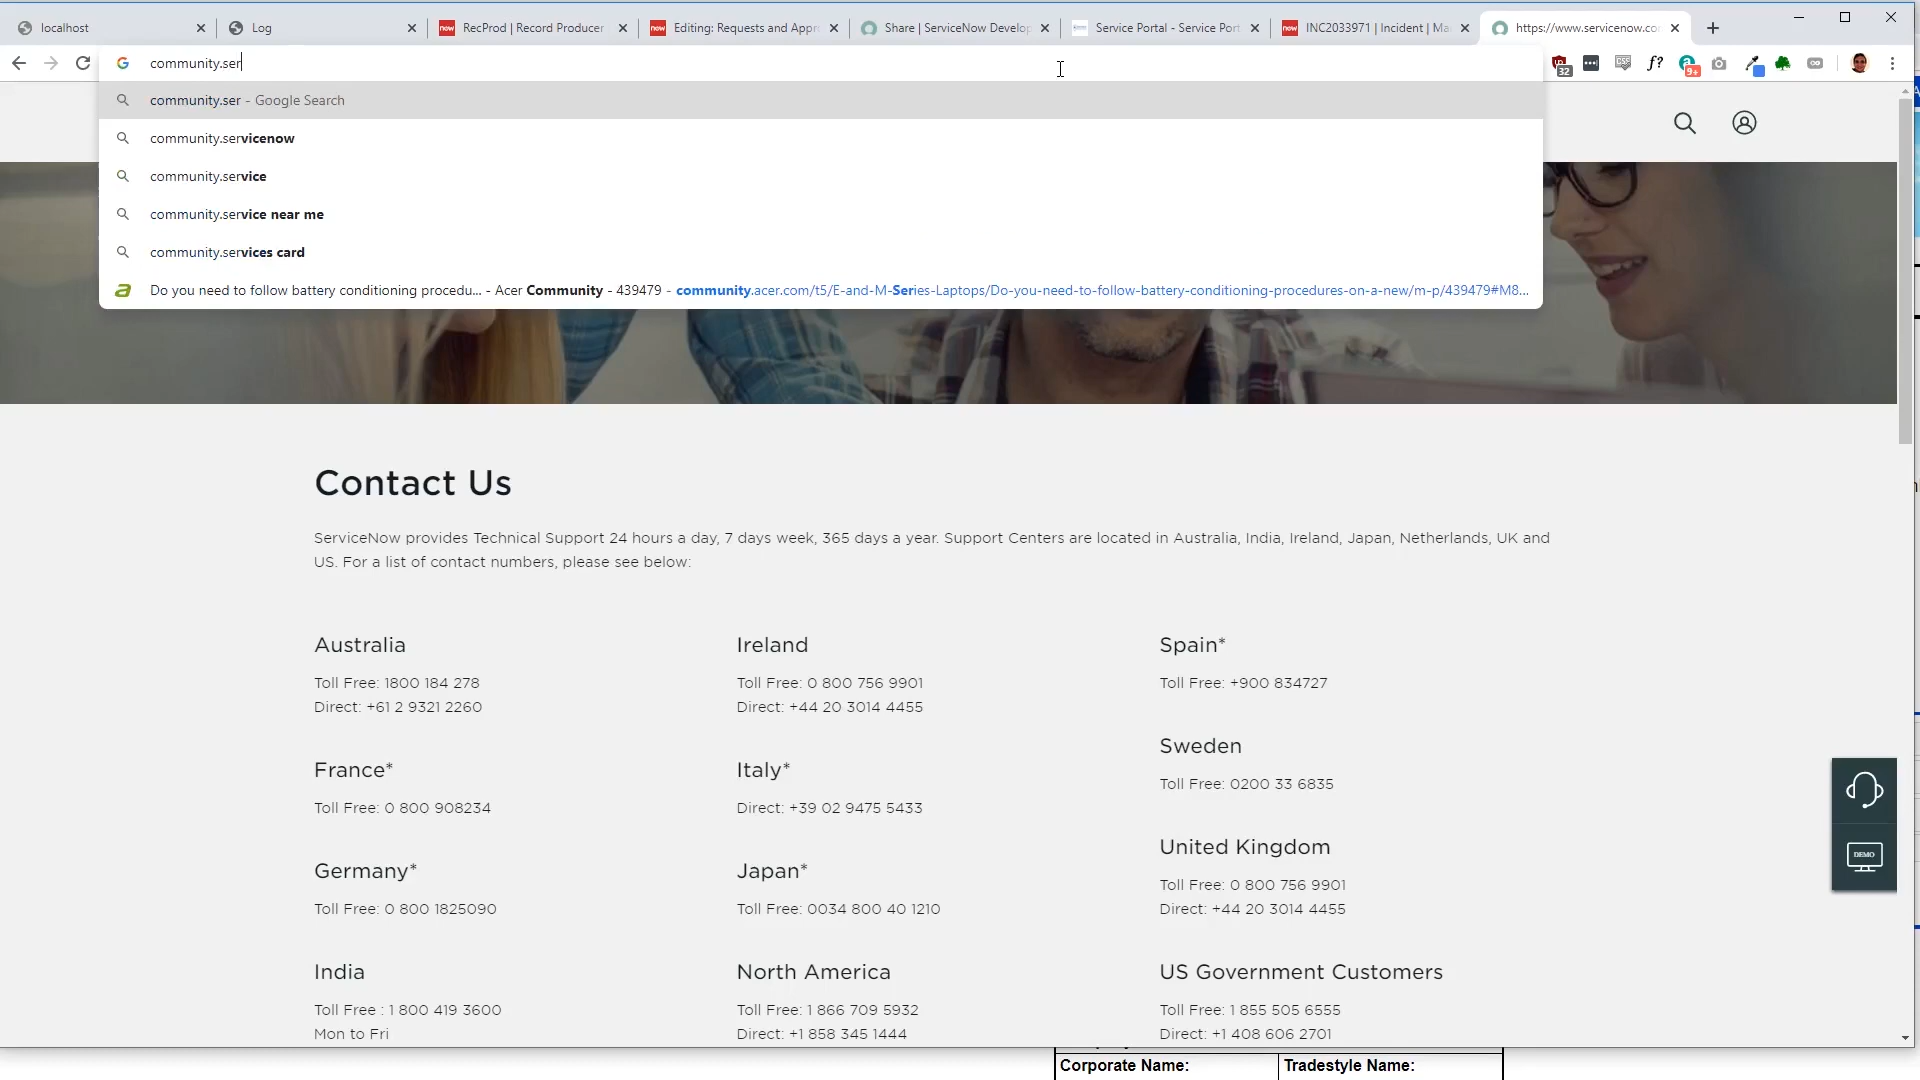 localhost
Log
RecProd | Record Producer
Editing: Requests and Appr
Share | ServiceNow Develop
Service Portal - Service Port
INC2033971 | Incident | Ma
https://www.servicenow.co
community.ser
32
CSS
f?
9+
community.ser - Google Search
community.servicenow
community.service
community.service near me
community.services card
Do you need to follow battery conditioning procedu... - Acer Community - 439479 - community.acer.com/t5/E-and-M-Series-Laptops/Do-you-need-to-follow-battery-conditioning-procedures-on-a-new/m-p/439479#M8...
Contact Us
ServiceNow provides Technical Support 24 hours a day, 7 days week, 365 days a year. Support Centers are located in Australia, India, Ireland, Japan, Netherlands, UK and
US. For a list of contact numbers, please see below:
Australia
Toll Free: 1800 184 278
Direct: +61 2 9321 2260
France*
Toll Free: 0 800 908234
Germany*
Toll Free: 0 800 1825090
India
Toll Free : 1 800 419 3600
Mon to Fri
Ireland
Toll Free: 0 800 756 9901
Direct: +44 20 3014 4455
Italy*
Direct: +39 02 9475 5433
Japan*
Toll Free: 0034 800 40 1210
North America
Toll Free: 1 866 709 5932
Direct: +1 858 345 1444
Spain*
Toll Free: +900 834727
Sweden
Toll Free: 0200 33 6835
United Kingdom
Toll Free: 0 800 756 9901
Direct: +44 20 3014 4455
US Government Customers
Toll Free: 1 855 505 6555
Direct: +1 408 606 2701
DEMO
Corporate Name:
Tradestyle Name: